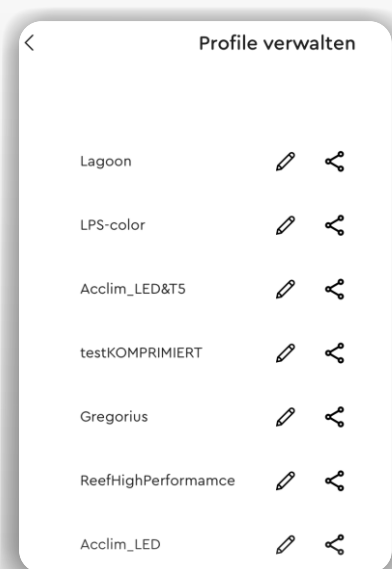 Profile verwalten
Lagoon
LPS-color
Acclim_LED&T5
testKOMPRIMIERT
Gregorius
ReefHighPerformamce
Acclim_LED